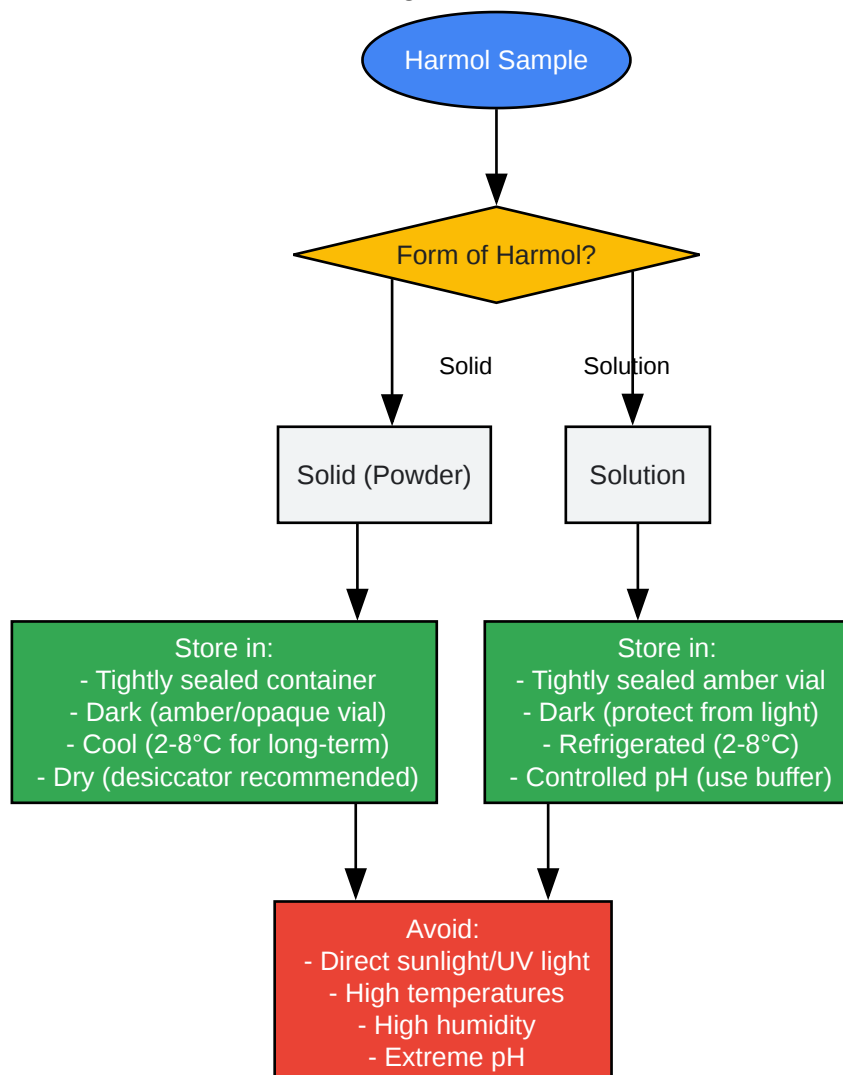 Harmol Sample
Form of Harmol?
Solid
Solution
Solid (Powder)
Solution
Store in:
- Tightly sealed container
- Dark (amber/opaque vial)
- Cool (2-8°C for long-term)
- Dry (desiccator recommended)
Store in:
- Tightly sealed amber vial
- Dark (protect from light)
- Refrigerated (2-8°C)
- Controlled pH (use buffer)
Avoid:
- Direct sunlight/UV light
- High temperatures
- High humidity
- Extreme pH